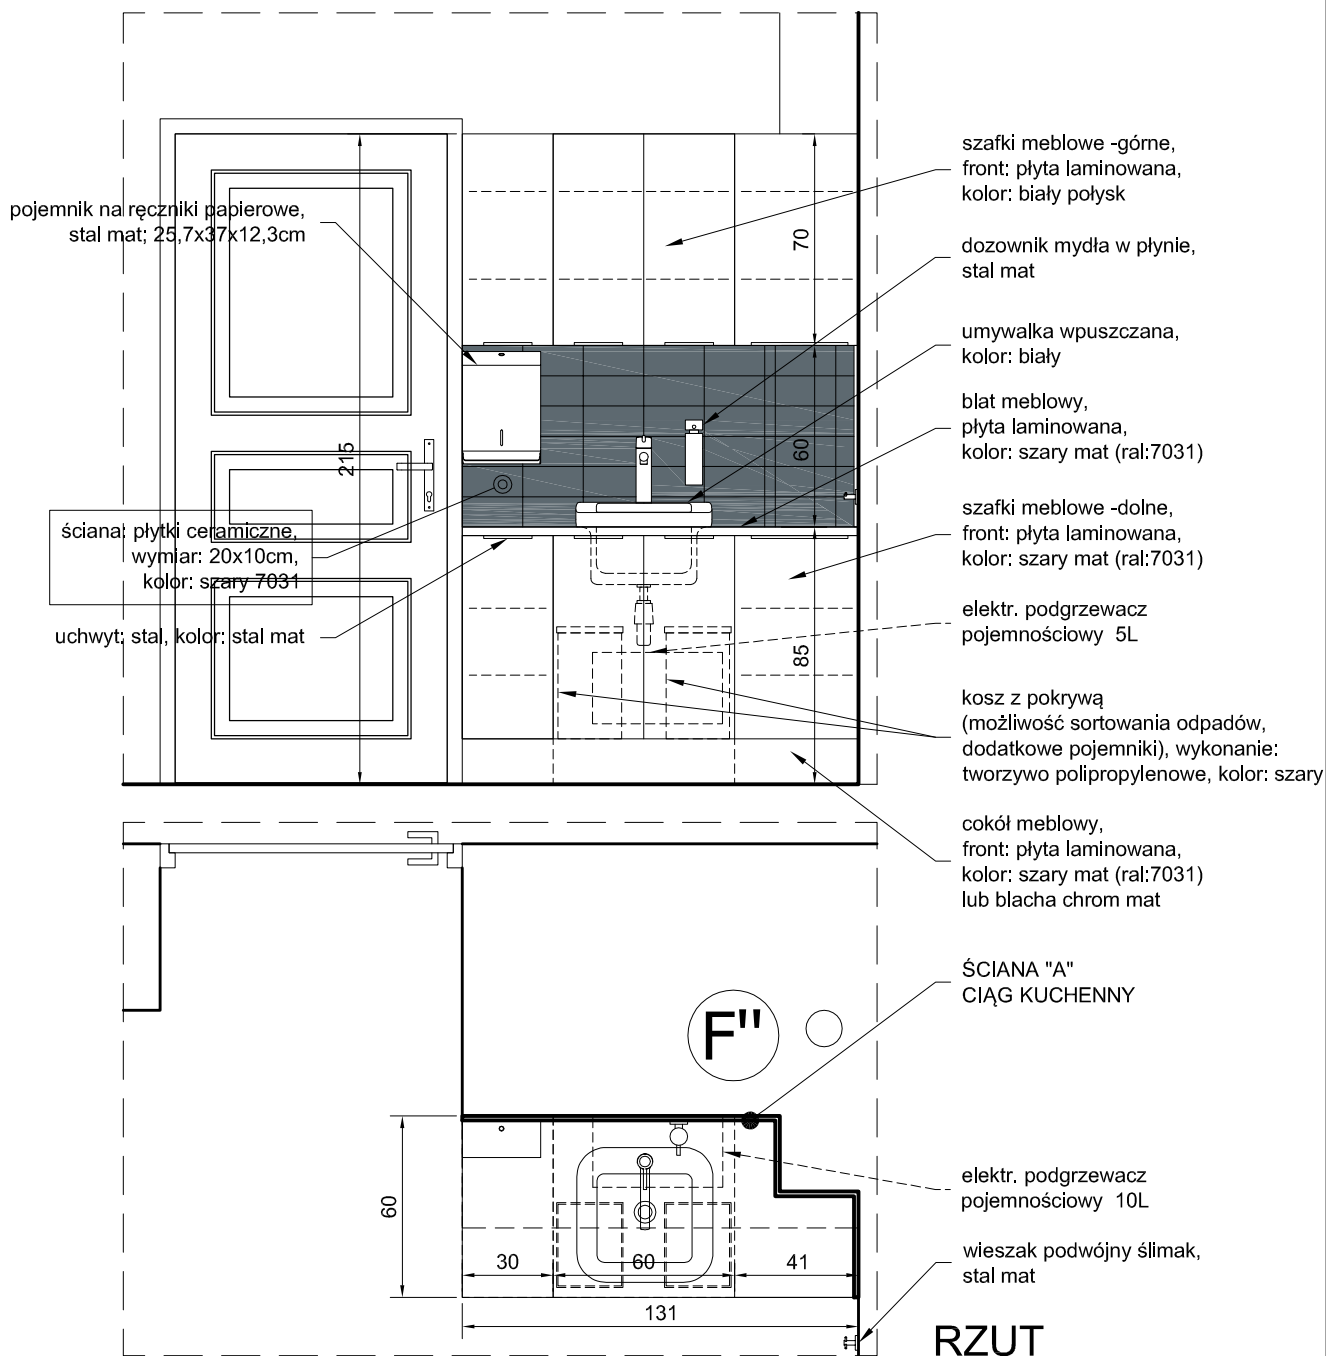 szafki meblowe -górne,
front: płyta laminowana,
kolor: biały połysk
pojemnik na ręczniki papierowe,
stal mat; 25,7x37x12,3cm
dozownik mydła w płynie,
stal mat
umywalka wpuszczana,
kolor: biały
blat meblowy,
płyta laminowana,
kolor: szary mat (ral:7031)
szafki meblowe -dolne,
front: płyta laminowana,
kolor: szary mat (ral:7031)
ściana: płytki ceramiczne,
wymiar: 20x10cm,
kolor: szary 7031
uchwyt: stal, kolor: stal mat
elektr. podgrzewacz
pojemnościowy 5L
kosz z pokrywą
(możliwość sortowania odpadów,
dodatkowe pojemniki), wykonanie:
tworzywo polipropylenowe, kolor: szary
cokół meblowy,
front: płyta laminowana,
kolor: szary mat (ral:7031)
lub blacha chrom mat
215
70
60
85
ŚCIANA "A"
CIĄG KUCHENNY
F"
elektr. podgrzewacz
pojemnościowy 10L
wieszak podwójny ślimak,
stal mat
60
30
60
41
131
RZUT